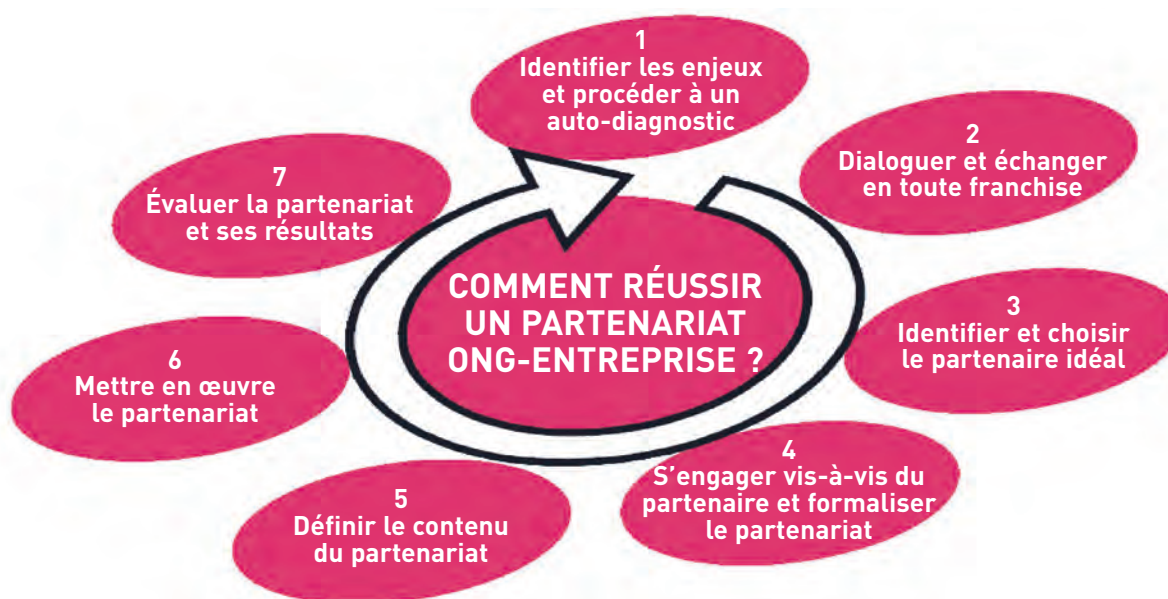 1
Identifier les enjeux
et procéder à un
auto-diagnostic
2
Dialoguer et échanger
en toute franchise
3
Identifier et choisir
le partenaire idéal
4
S'engager vis-à-vis du
partenaire et formaliser
le partenariat
5
Définir le contenu
du partenariat
6
Mettre en œuvre
le partenariat
7
Évaluer la partenariat
et ses résultats
COMMENT RÉUSSIR
UN PARTENARIAT
ONG-ENTREPRISE ?